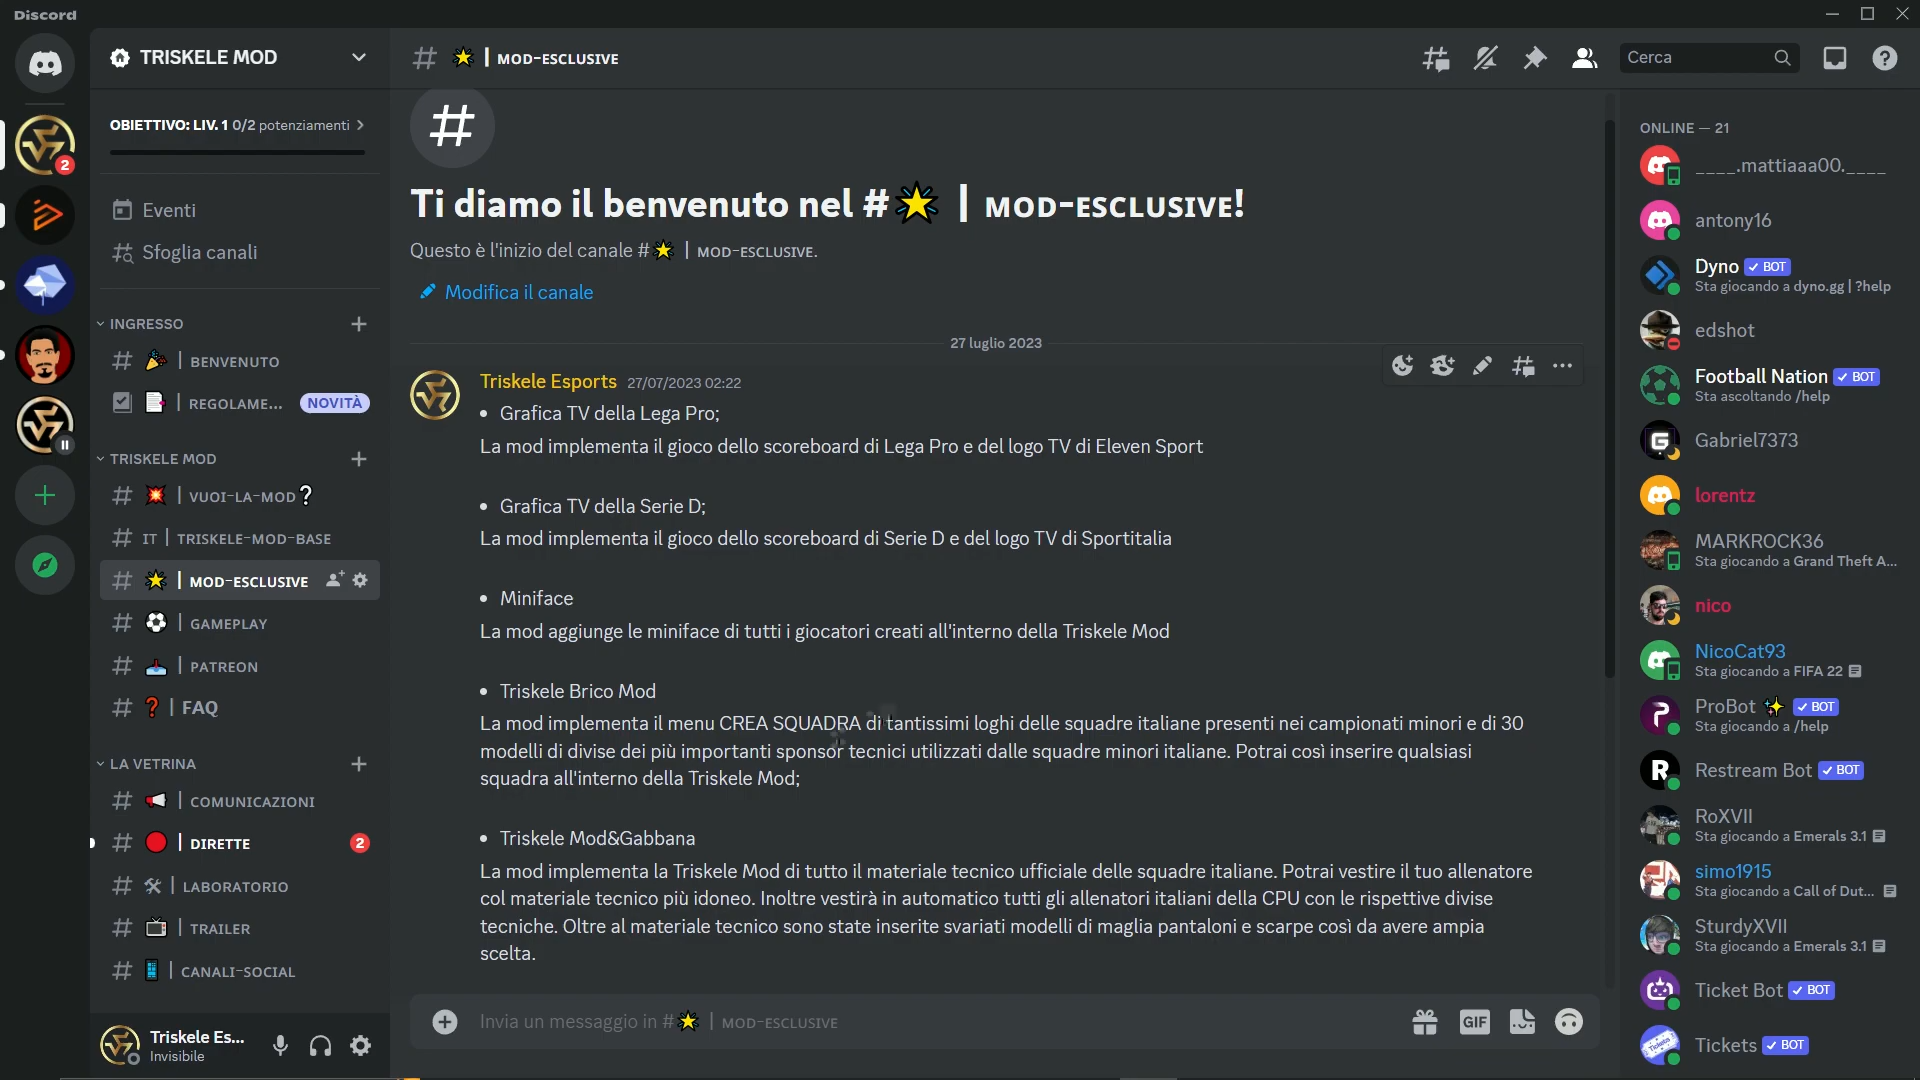 Discord
TRISKELE MOD
# 🌟 | MOD-ESCLUSIVE
Cerca
OBIETTIVO: LIV. 1 0/2 potenziamenti
Eventi
Sfoglia canali
INGRESSO
# 🎉 | BENVENUTO
📑 | REGOLAME... NOVITÀ
TRISKELE MOD
# 💥 | VUOI-LA-MOD❔
# IT | TRISKELE-MOD-BASE
# 🌟 | MOD-ESCLUSIVE
# ⚽ | GAMEPLAY
# 📥 | PATREON
# ❓ | FAQ
LA VETRINA
# 📢 | COMUNICAZIONI
# 🔴 | DIRETTE 2
# 🛠 | LABORATORIO
# 📺 | TRAILER
# 📱 | CANALI-SOCIAL
Triskele Es...
Invisibile
2
Ti diamo il benvenuto nel #🌟 | MOD-ESCLUSIVE!
Questo è l'inizio del canale #🌟 | MOD-ESCLUSIVE.
Modifica il canale
27 luglio 2023
Triskele Esports 27/07/2023 02:22
• Grafica TV della Lega Pro;
La mod implementa il gioco dello scoreboard di Lega Pro e del logo TV di Eleven Sport
• Grafica TV della Serie D;
La mod implementa il gioco dello scoreboard di Serie D e del logo TV di Sportitalia
• Miniface
La mod aggiunge le miniface di tutti i giocatori creati all'interno della Triskele Mod
• Triskele Brico Mod
La mod implementa il menu CREA SQUADRA di tantissimi loghi delle squadre italiane presenti nei campionati minori e di 30
modelli di divise dei più importanti sponsor tecnici utilizzati dalle squadre minori italiane. Potrai così inserire qualsiasi
squadra all'interno della Triskele Mod;
• Triskele Mod&Gabbana
La mod implementa la Triskele Mod di tutto il materiale tecnico ufficiale delle squadre italiane. Potrai vestire il tuo allenatore
col materiale tecnico più idoneo. Inoltre vestirà in automatico tutti gli allenatori italiani della CPU con le rispettive divise
tecniche. Oltre al materiale tecnico sono state inserite svariati modelli di maglia pantaloni e scarpe così da avere ampia
scelta.
Invia un messaggio in #🌟 | MOD-ESCLUSIVE
GIF
ONLINE — 21
____.mattiaaa00.____
antony16
Dyno ✓ BOT
Sta giocando a dyno.gg | ?help
edshot
Football Nation ✓ BOT
Sta ascoltando /help
Gabriel7373
lorentz
MARKROCK36
Sta giocando a Grand Theft A...
nico
NicoCat93
Sta giocando a FIFA 22
ProBot ✨ ✓ BOT
Sta giocando a /help
Restream Bot ✓ BOT
RoXVII
Sta giocando a Emerals 3.1
simo1915
Sta giocando a Call of Dut...
SturdyXVII
Sta giocando a Emerals 3.1
Ticket Bot ✓ BOT
Tickets ✓ BOT